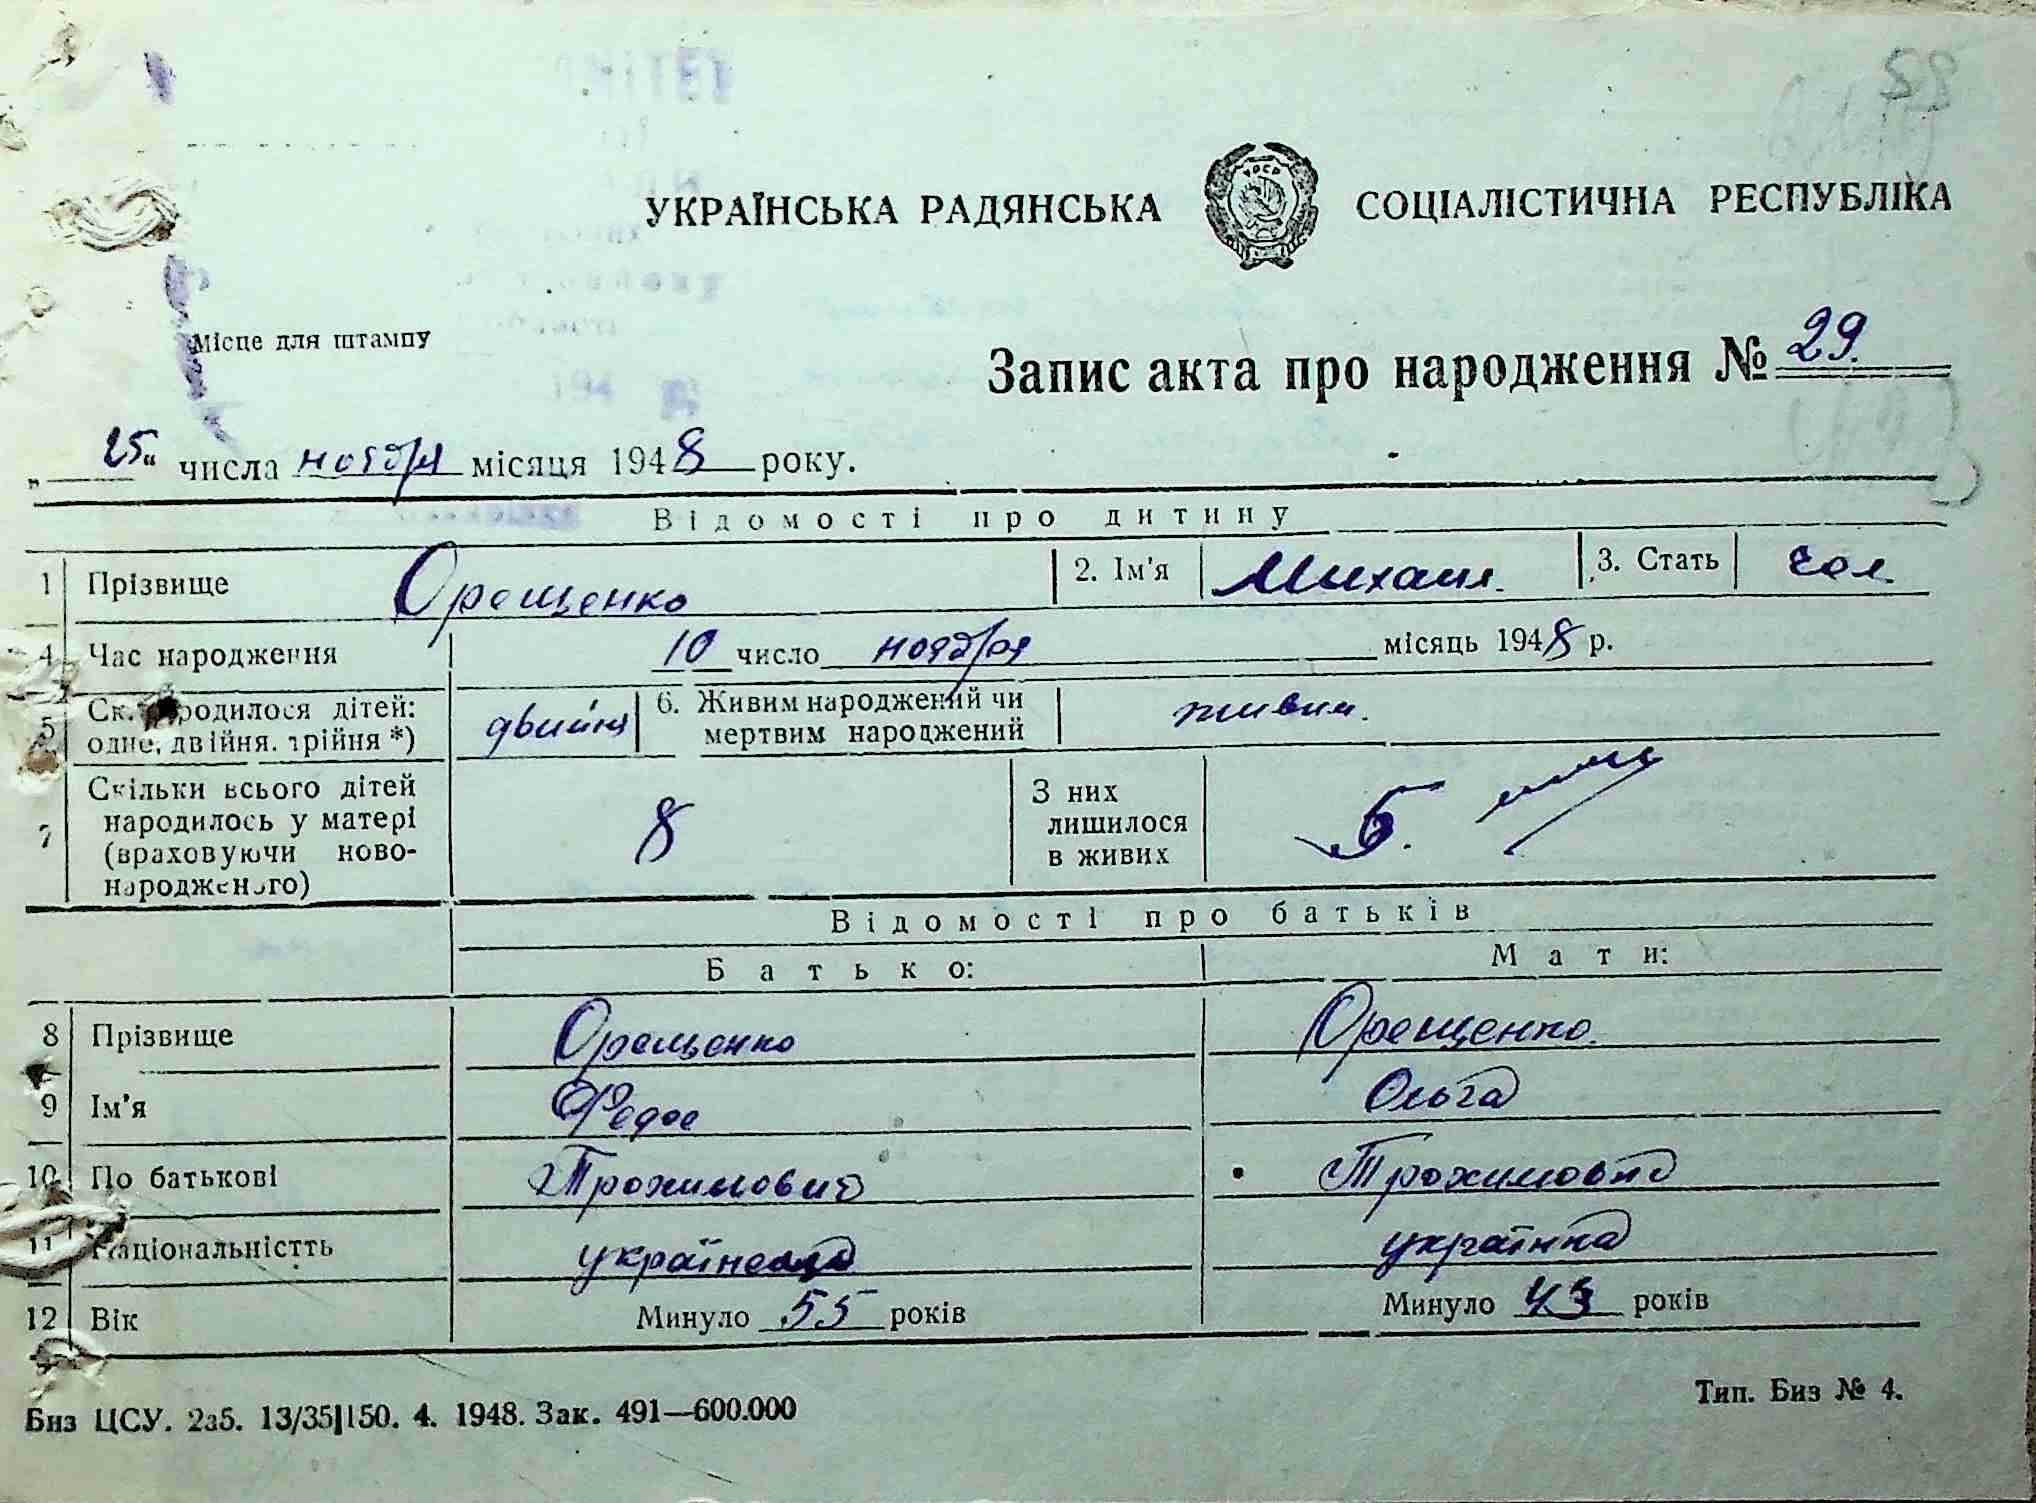 УКРАЇНСЬКА РАДЯНСЬКА СОЦІАЛІСТИЧНА РЕСПУБЛІКА
Місце для штампу
Запис акта про народження № 29.
„25“ числа ноября місяця 1948 року.
Відомості про дитину
1 Прізвище Орещенко 2. Ім'я Михаил. 3. Стать чол.
4 Час народження 10 число ноября місяць 1948 р.
5 Ск. родилося дітей: одне, двійня, трійня *) двийня 6. Живим народжений чи мертвим народжений живим.
7 Скільки всього дітей народилось у матері (враховуючи новонародженого) 8 З них лишилося в живих
Відомості про батьків
Батько: Мати:
8 Прізвище Орещенко Орещенко.
9 Ім'я Федос Ольга
10 По батькові Трохимович Трохимовна
11 Національністть українець українка
12 Вік Минуло 55 років Минуло 43 років
Биз ЦСУ. 2зб. 13/35|150. 4. 1948. Зак. 491—600.000 Тип. Биз № 4.